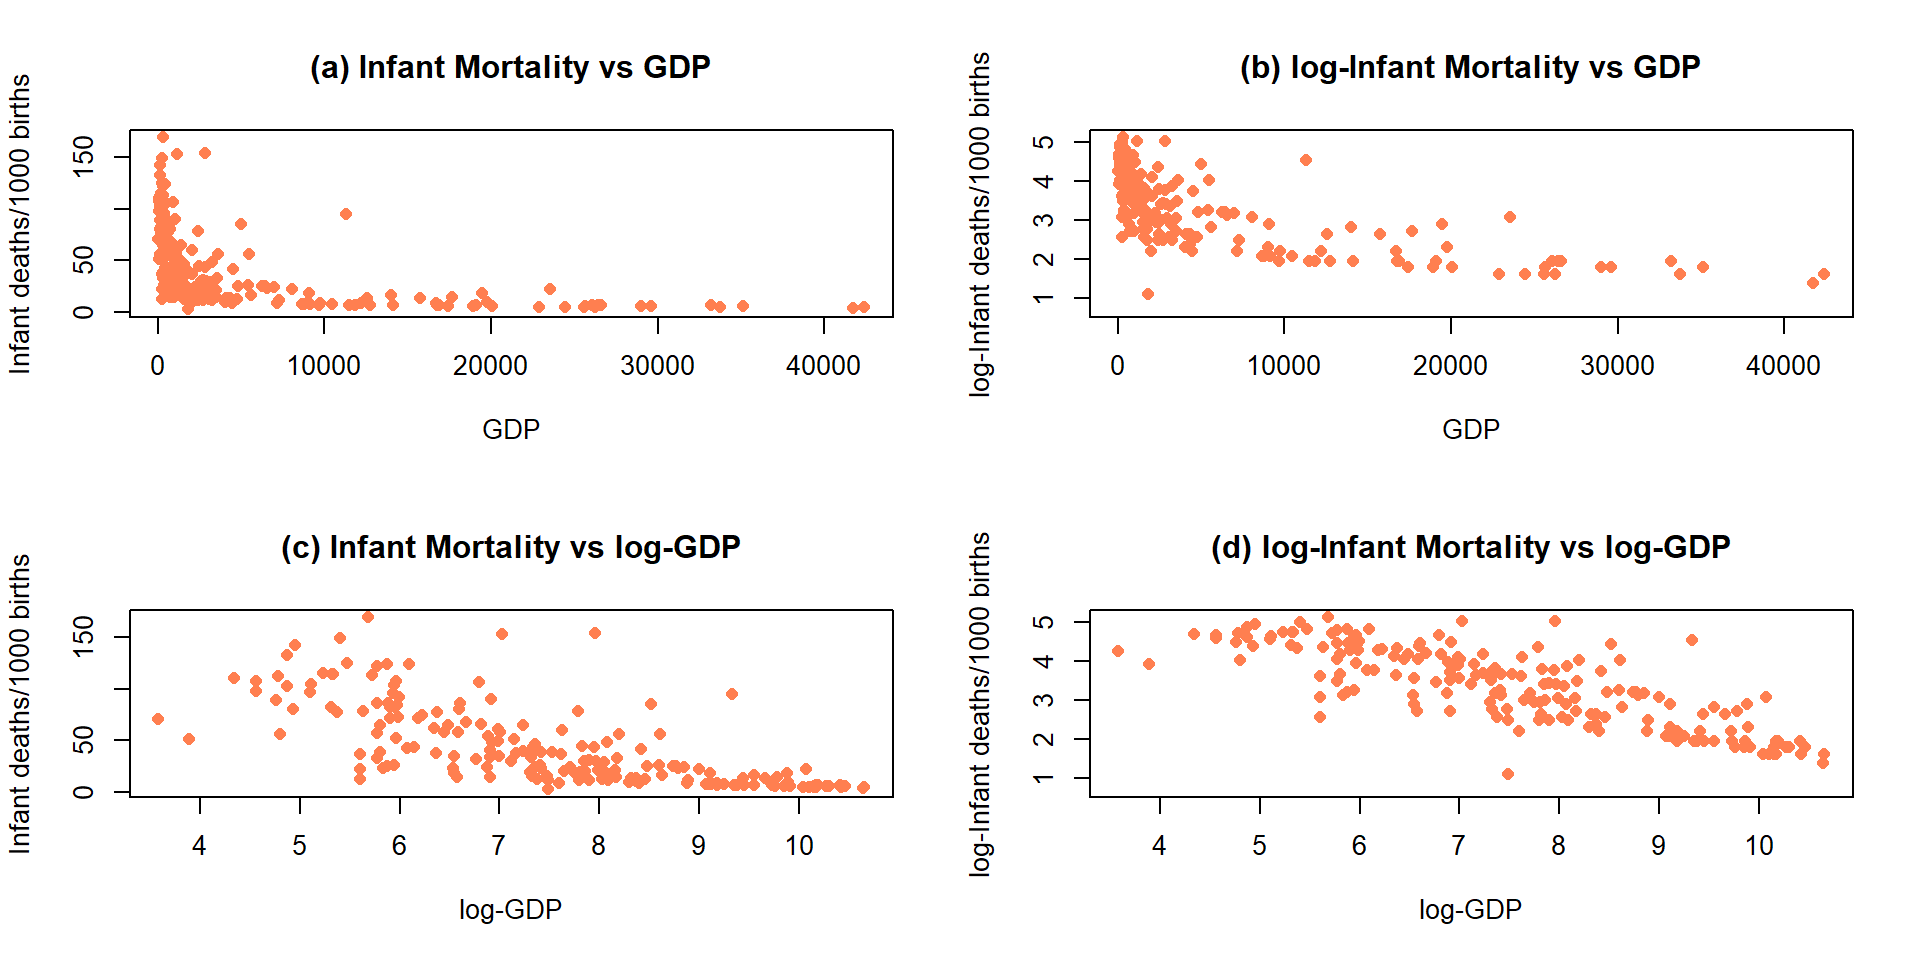 (a) Infant Mortality vs GDP
Infant deaths/1000 births
0 50 150
0 10000 20000 30000 40000
GDP
(b) log-Infant Mortality vs GDP
log-Infant deaths/1000 births
1 2 3 4 5
0 10000 20000 30000 40000
GDP
(c) Infant Mortality vs log-GDP
Infant deaths/1000 births
0 50 150
4 5 6 7 8 9 10
log-GDP
(d) log-Infant Mortality vs log-GDP
log-Infant deaths/1000 births
1 2 3 4 5
4 5 6 7 8 9 10
log-GDP